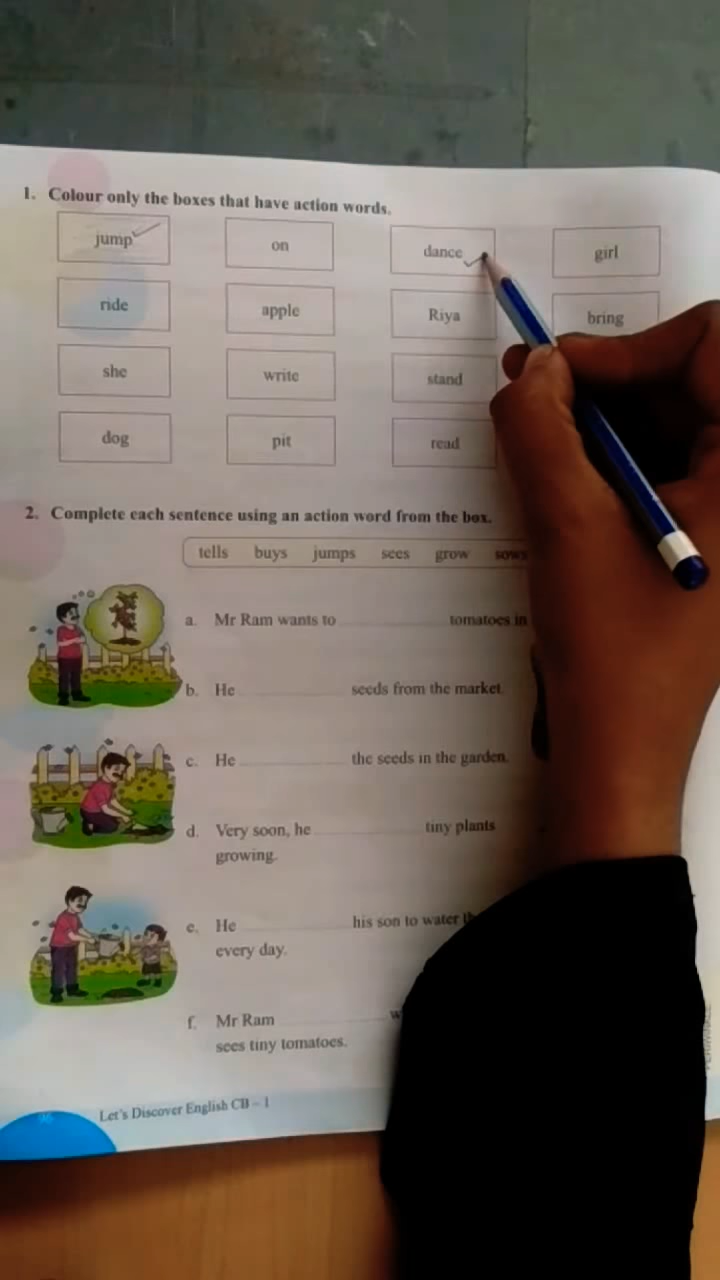 1. Colour only the boxes that have action words.
jump on dance girl
ride apple Riya bring
she write stand
dog pit read
2. Complete each sentence using an action word from the box.
tells buys jumps sees grow sows
a. Mr Ram wants to tomatoes in
b. He seeds from the market.
c. He the seeds in the garden.
d. Very soon, he tiny plants
growing.
e. He his son to water
every day.
f. Mr Ram
sees tiny tomatoes.
Let's Discover English CB – 1